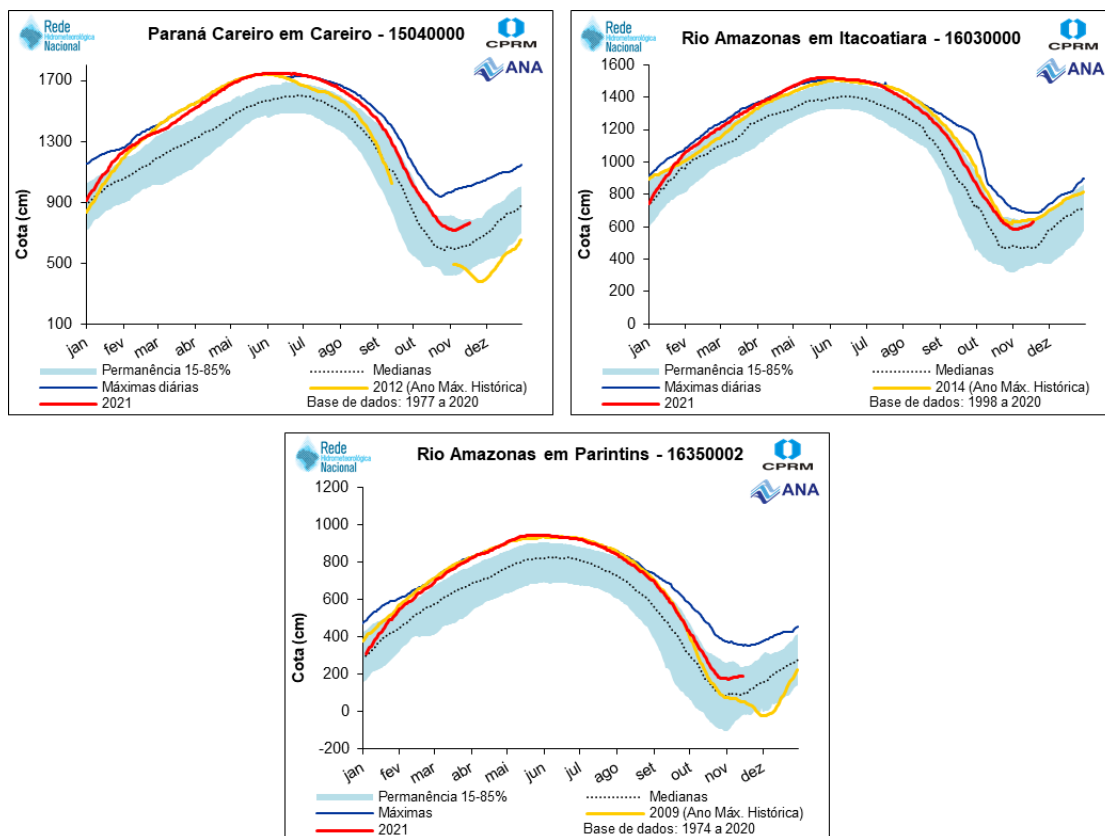 Rede
Hidrometeorológica
Nacional
Paraná Careiro em Careiro - 15040000
CPRM
ANA
Cota (cm)
1700
1300
900
500
100
jan fev mar abr mai jun jul ago set out nov dez
Permanência 15-85%
Medianas
Máximas diárias
2012 (Ano Máx. Histórica)
2021
Base de dados: 1977 a 2020
Rede
Hidrometeorológica
Nacional
Rio Amazonas em Itacoatiara - 16030000
CPRM
ANA
Cota (cm)
1600
1400
1200
1000
800
600
400
200
0
jan fev mar abr mai jun jul ago set out nov dez
Permanência 15-85%
Medianas
Máximas diárias
2014 (Ano Máx. Histórica)
2021
Base de dados: 1998 a 2020
Rede
Hidrometeorológica
Nacional
Rio Amazonas em Parintins - 16350002
CPRM
ANA
Cota (cm)
1200
1000
800
600
400
200
0
-200
jan fev mar abr mai jun jul ago set out nov dez
Permanência 15-85%
Medianas
Máximas
2009 (Ano Máx. Histórica)
2021
Base de dados: 1974 a 2020